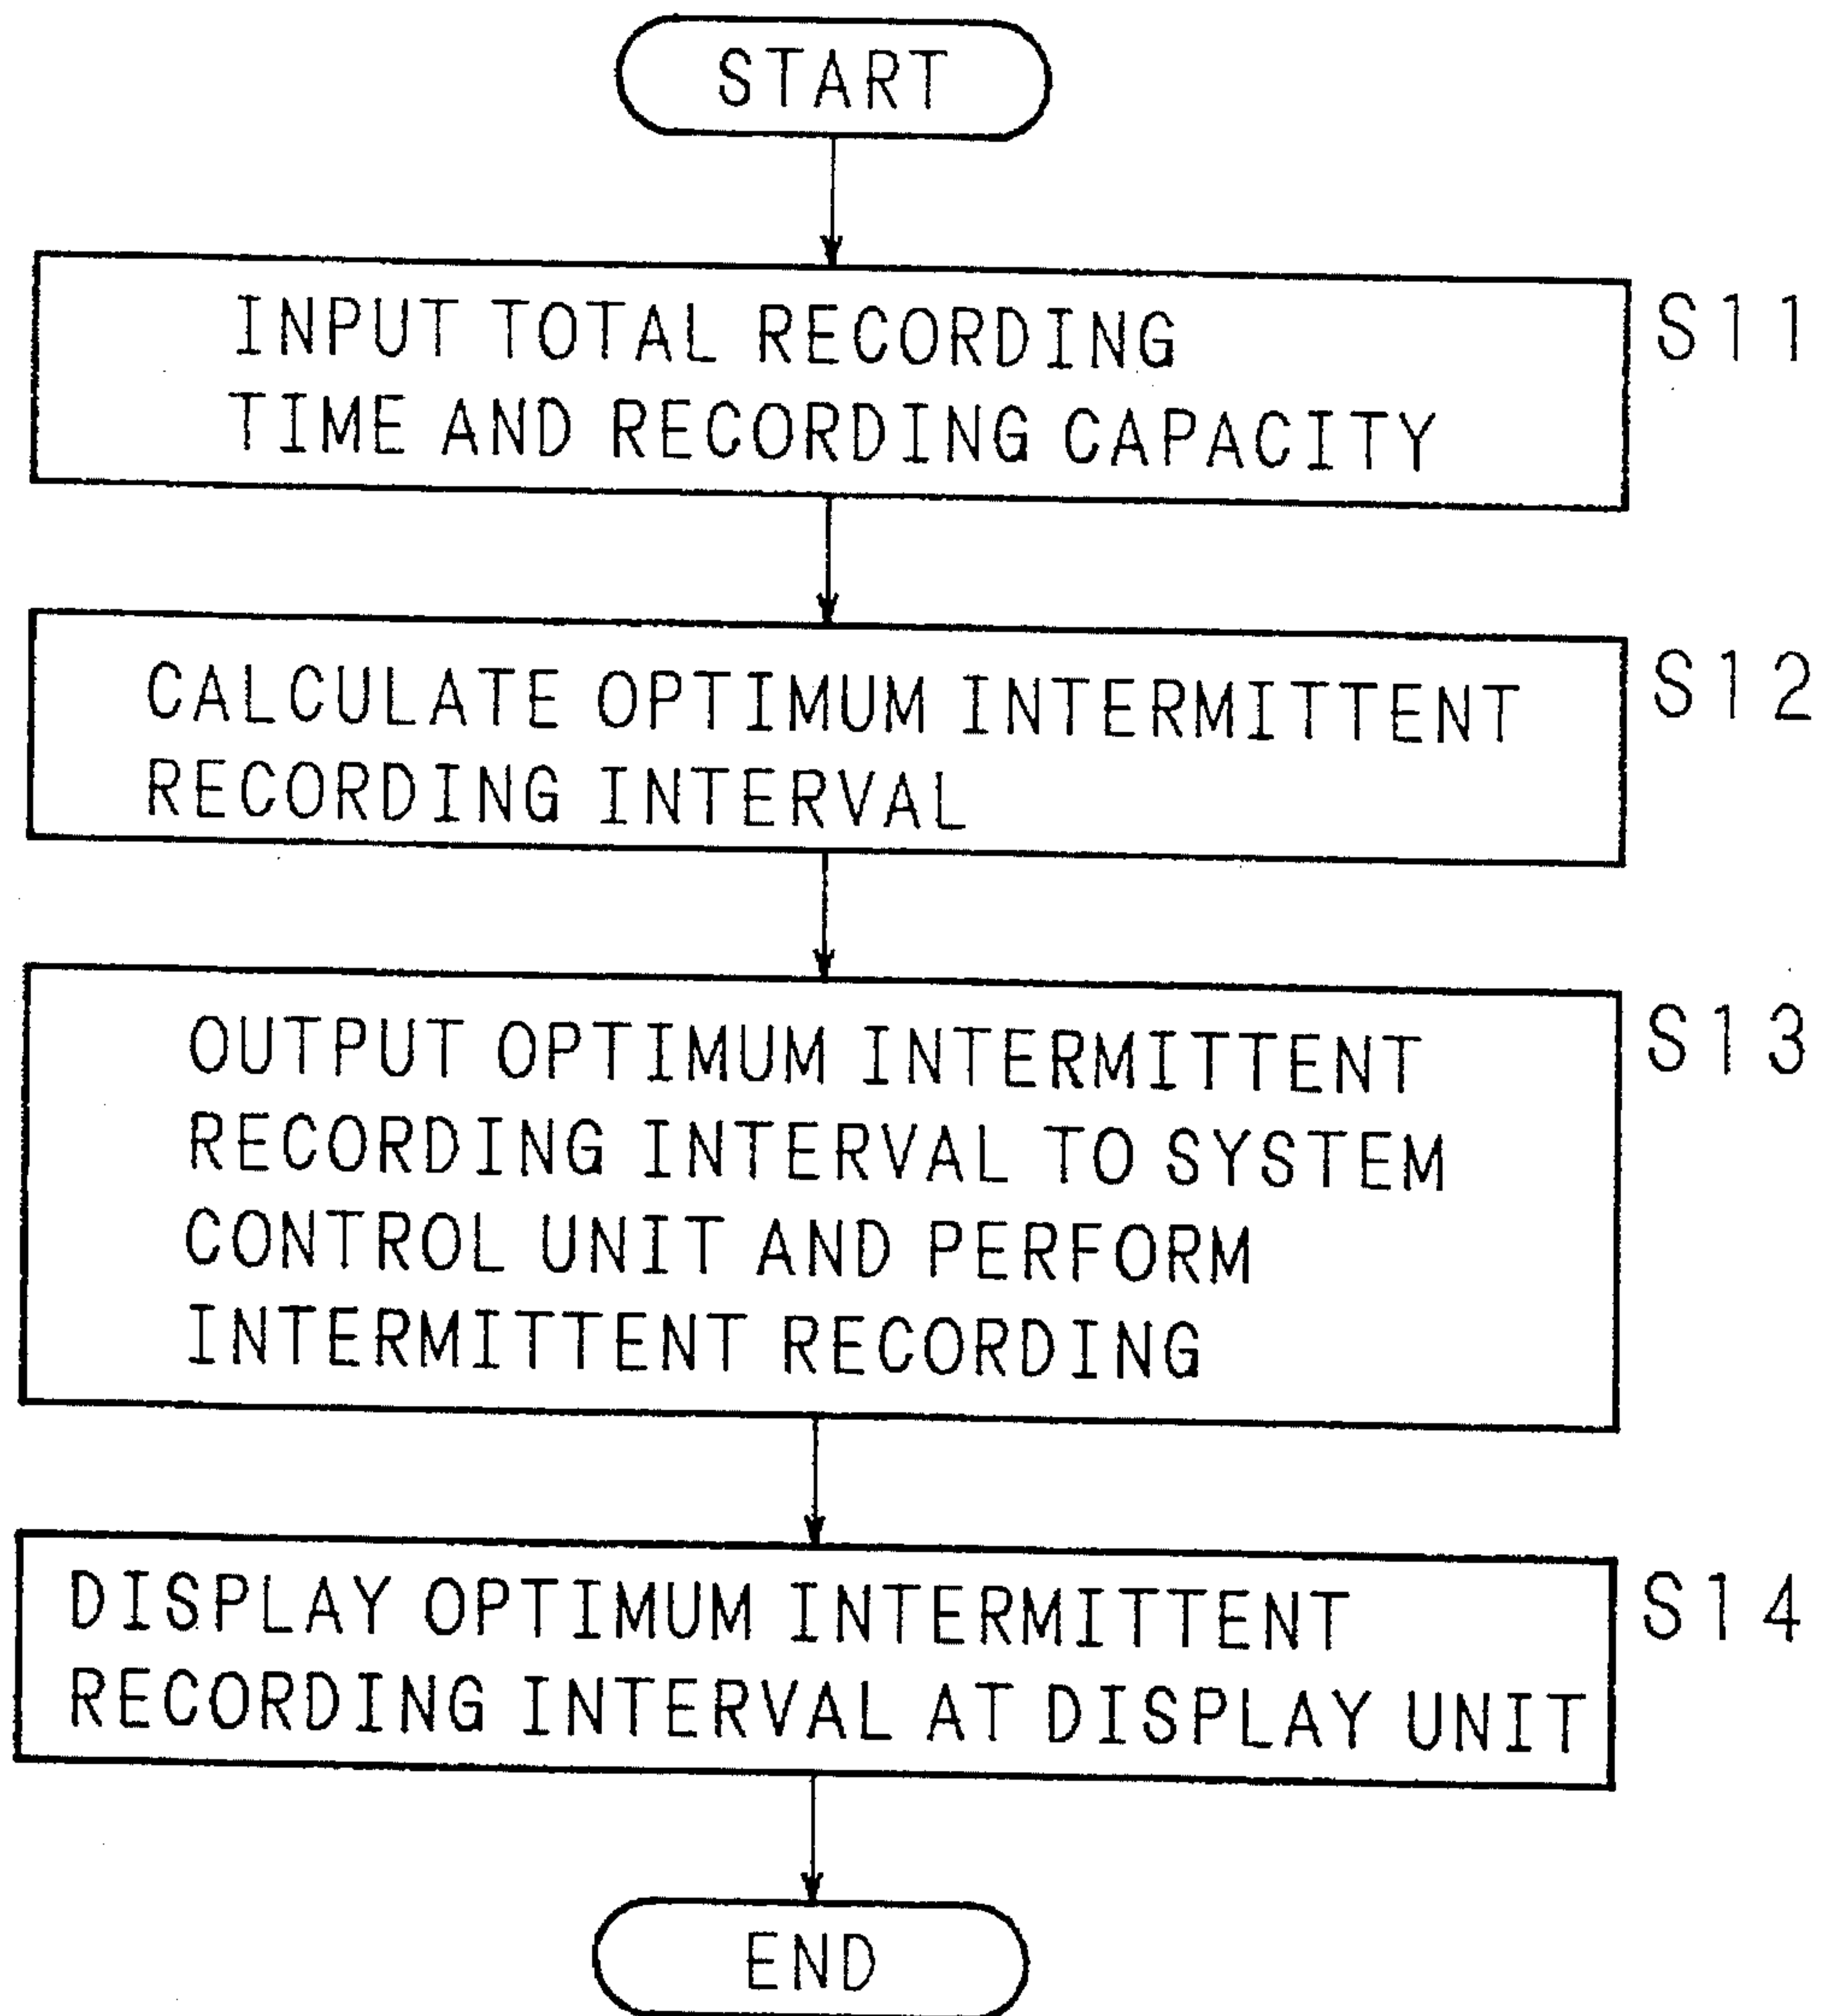 START
INPUT TOTAL RECORDING
TIME AND RECORDING CAPACITY
S11
CALCULATE OPTIMUM INTERMITTENT
RECORDING INTERVAL
S12
OUTPUT OPTIMUM INTERMITTENT
RECORDING INTERVAL TO SYSTEM
CONTROL UNIT AND PERFORM
INTERMITTENT RECORDING
S13
DISPLAY OPTIMUM INTERMITTENT
RECORDING INTERVAL AT DISPLAY UNIT
S14
END